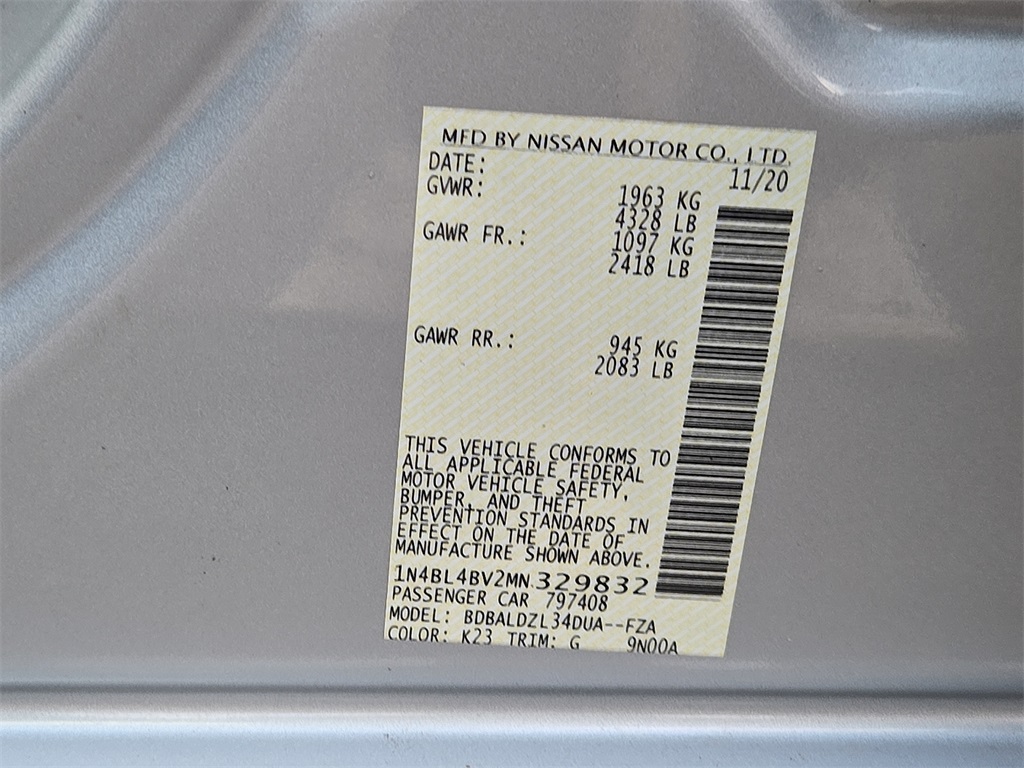 MFD BY NISSAN MOTOR CO., LTD.
DATE: 11/20
GVWR: 1963 KG
4328 LB
GAWR FR.: 1097 KG
2418 LB
GAWR RR.: 945 KG
2083 LB
THIS VEHICLE CONFORMS TO
ALL APPLICABLE FEDERAL
MOTOR VEHICLE SAFETY,
BUMPER, AND THEFT
PREVENTION STANDARDS IN
EFFECT ON THE DATE OF
MANUFACTURE SHOWN ABOVE.
1N4BL4BV2MN329832
PASSENGER CAR 797408
MODEL: BDBALDZL34DUA--FZA
COLOR: K23 TRIM: G 9N00A